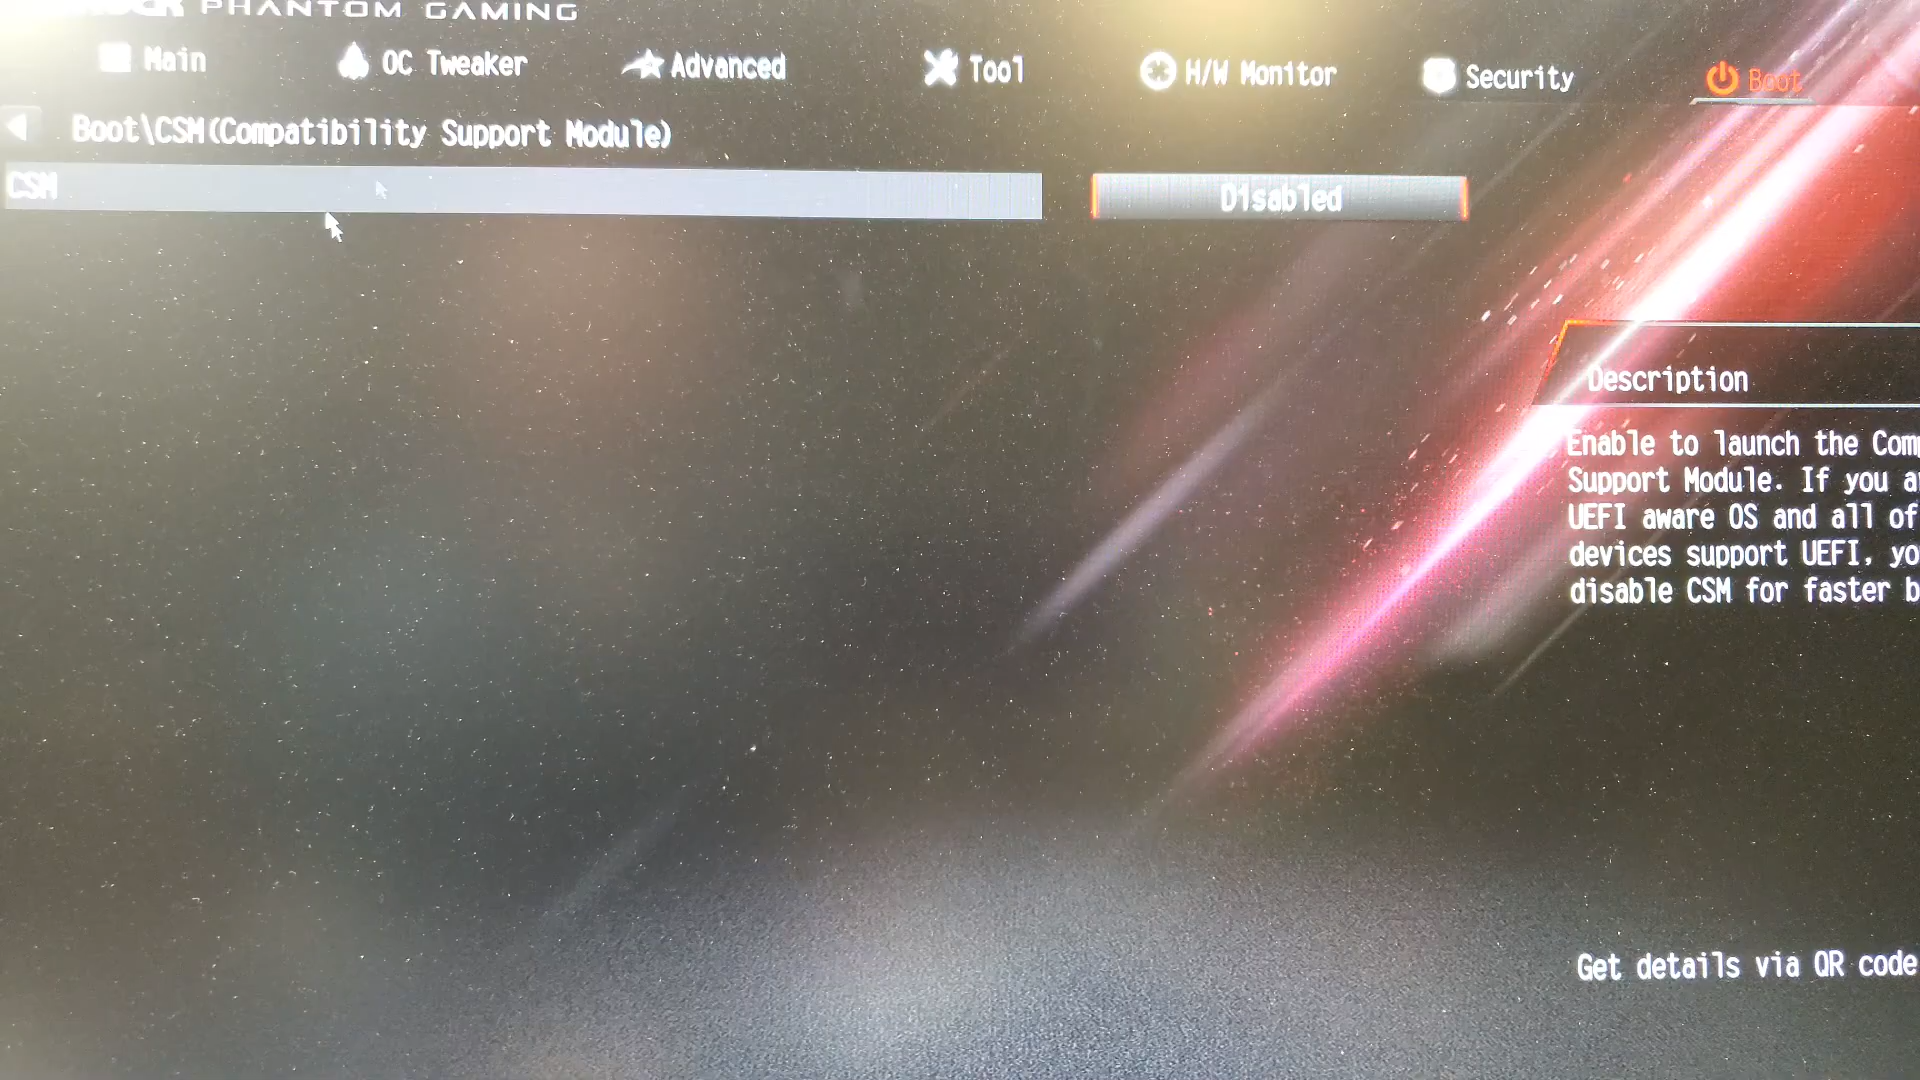 PHANTOM GAMING
Main
OC Tweaker
Advanced
Tool
H/W Monitor
Security
Boot
Boot\CSM(Compatibility Support Module)
CSM
Disabled
Description
Enable to launch the Com
Support Module. If you a
UEFI aware OS and all of
devices support UEFI, yo
disable CSM for faster b
Get details via QR code